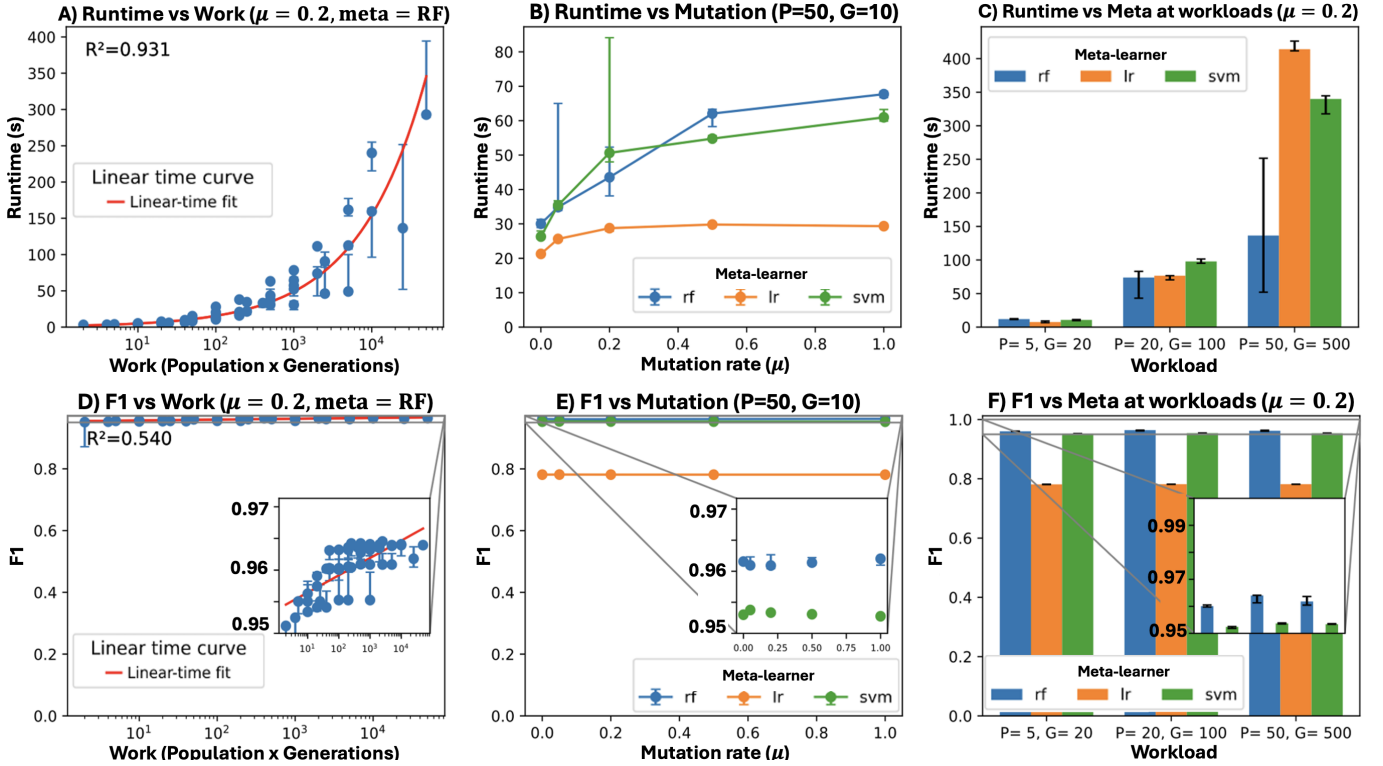 A) Runtime vs Work (μ = 0.2, meta = RF)
400
350
300
250
200
150
100
50
0
Runtime (s)
R²=0.931
Linear time curve
Linear-time fit
10¹ 10² 10³ 10⁴
Work (Population x Generations)
B) Runtime vs Mutation (P=50, G=10)
80
70
60
50
40
30
20
10
0
Runtime (s)
Meta-learner
rf lr svm
0.0 0.2 0.4 0.6 0.8 1.0
Mutation rate (μ)
C) Runtime vs Meta at workloads (μ = 0.2)
400
350
300
250
200
150
100
50
0
Runtime (s)
Meta-learner
rf lr svm
P= 5, G= 20 P= 20, G= 100 P= 50, G= 500
Workload
D) F1 vs Work (μ = 0.2, meta = RF)
R²=0.540
0.8
0.6
0.4
0.2
0.0
F1
0.97
0.96
0.95
10¹ 10² 10³ 10⁴
Linear time curve
Linear-time fit
10¹ 10² 10³ 10⁴
Work (Population x Generations)
E) F1 vs Mutation (P=50, G=10)
0.8
0.6
0.4
0.2
0.0
F1
0.97
0.96
0.95
0.00 0.25 0.50 0.75 1.00
Meta-learner
rf lr svm
0.0 0.2 0.4 0.6 0.8 1.0
Mutation rate (μ)
F) F1 vs Meta at workloads (μ = 0.2)
1.0
0.8
0.6
0.4
0.2
0.0
F1
0.99
0.97
0.95
Meta-learner
rf lr svm
P= 5, G= 20 P= 20, G= 100 P= 50, G= 500
Workload